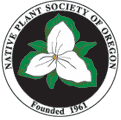 NATIVE PLANT SOCIETY OF OREGON
Founded 1961